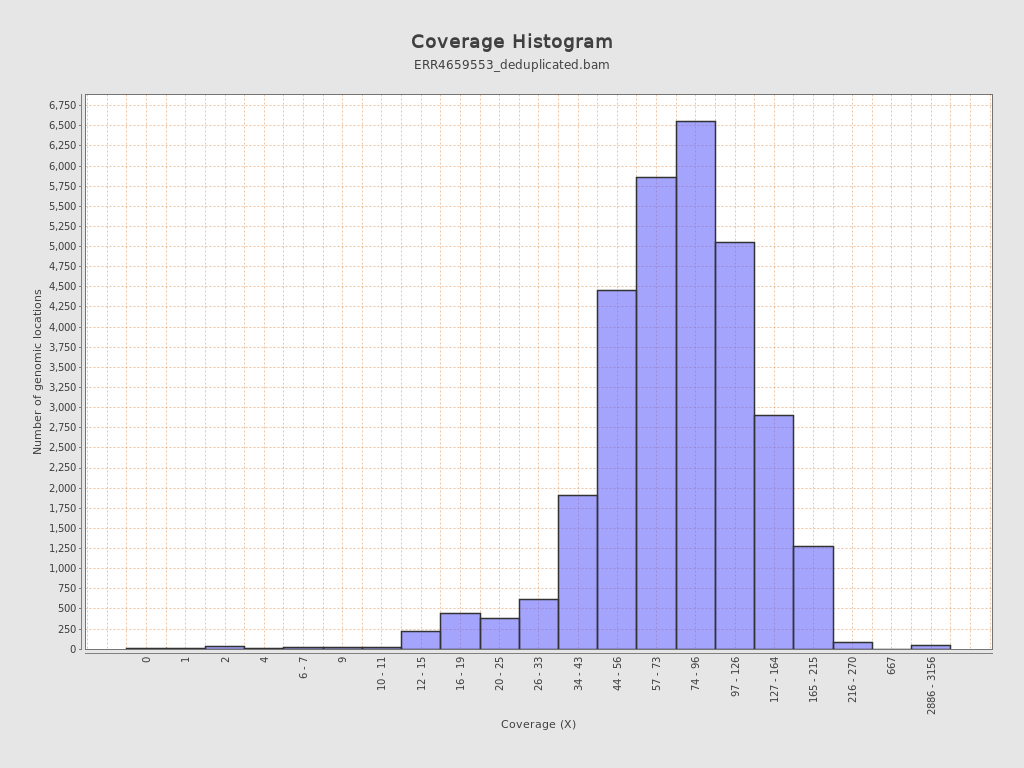 Coverage Histogram
ERR4659553_deduplicated.bam
Number of genomic locations
6,750
6,500
6,250
6,000
5,750
5,500
5,250
5,000
4,750
4,500
4,250
4,000
3,750
3,500
3,250
3,000
2,750
2,500
2,250
2,000
1,750
1,500
1,250
1,000
750
500
250
0
0
1
2
4
6 - 7
9
10 - 11
12 - 15
16 - 19
20 - 25
26 - 33
34 - 43
44 - 56
57 - 73
74 - 96
97 - 126
127 - 164
165 - 215
216 - 270
667
2886 - 3156
Coverage (X)